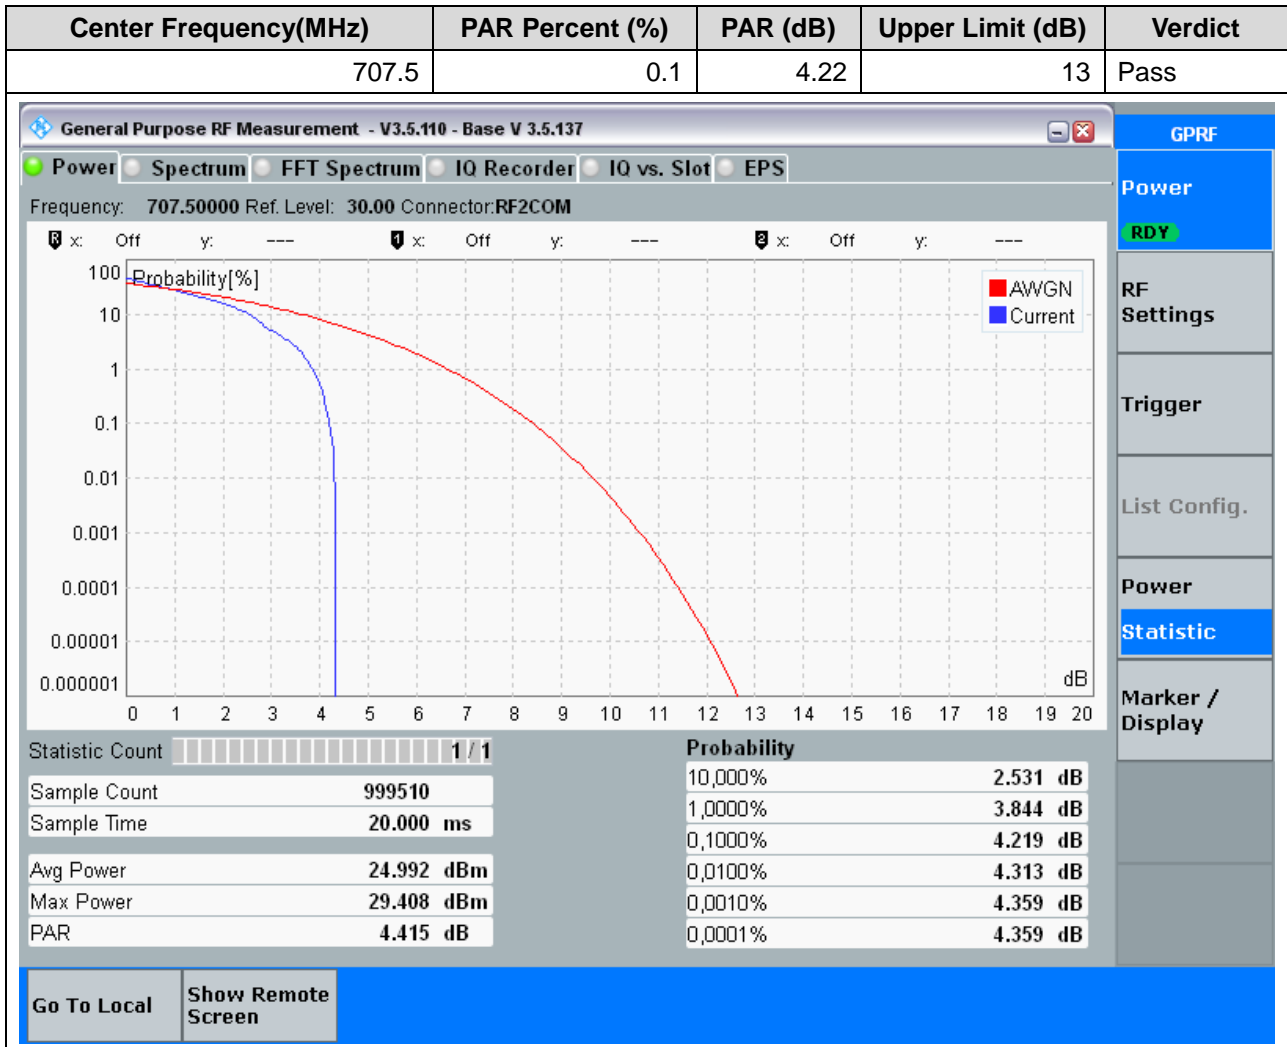 Center Frequency(MHz) PAR Percent (%) PAR (dB) Upper Limit (dB) Verdict
707.5 0.1 4.22 13 Pass
General Purpose RF Measurement - V3.5.110 - Base V 3.5.137
GPRF
Power Spectrum FFT Spectrum IQ Recorder IQ vs. Slot EPS
Power
RDY
Frequency: 707.50000 Ref. Level: 30.00 Connector:RF2COM
R x: Off y: --- 1 x: Off y: --- 2 x: Off y: ---
Probability[%]
AWGN
Current
100
10
1
0.1
0.01
0.001
0.0001
0.00001
0.000001
dB
0 1 2 3 4 5 6 7 8 9 10 11 12 13 14 15 16 17 18 19 20
RF
Settings
Trigger
List Config.
Power
Statistic
Marker /
Display
Statistic Count 1 / 1
Sample Count 999510
Sample Time 20.000 ms
Avg Power 24.992 dBm
Max Power 29.408 dBm
PAR 4.415 dB
Probability
10,000% 2.531 dB
1,0000% 3.844 dB
0,1000% 4.219 dB
0,0100% 4.313 dB
0,0010% 4.359 dB
0,0001% 4.359 dB
Go To Local
Show Remote
Screen